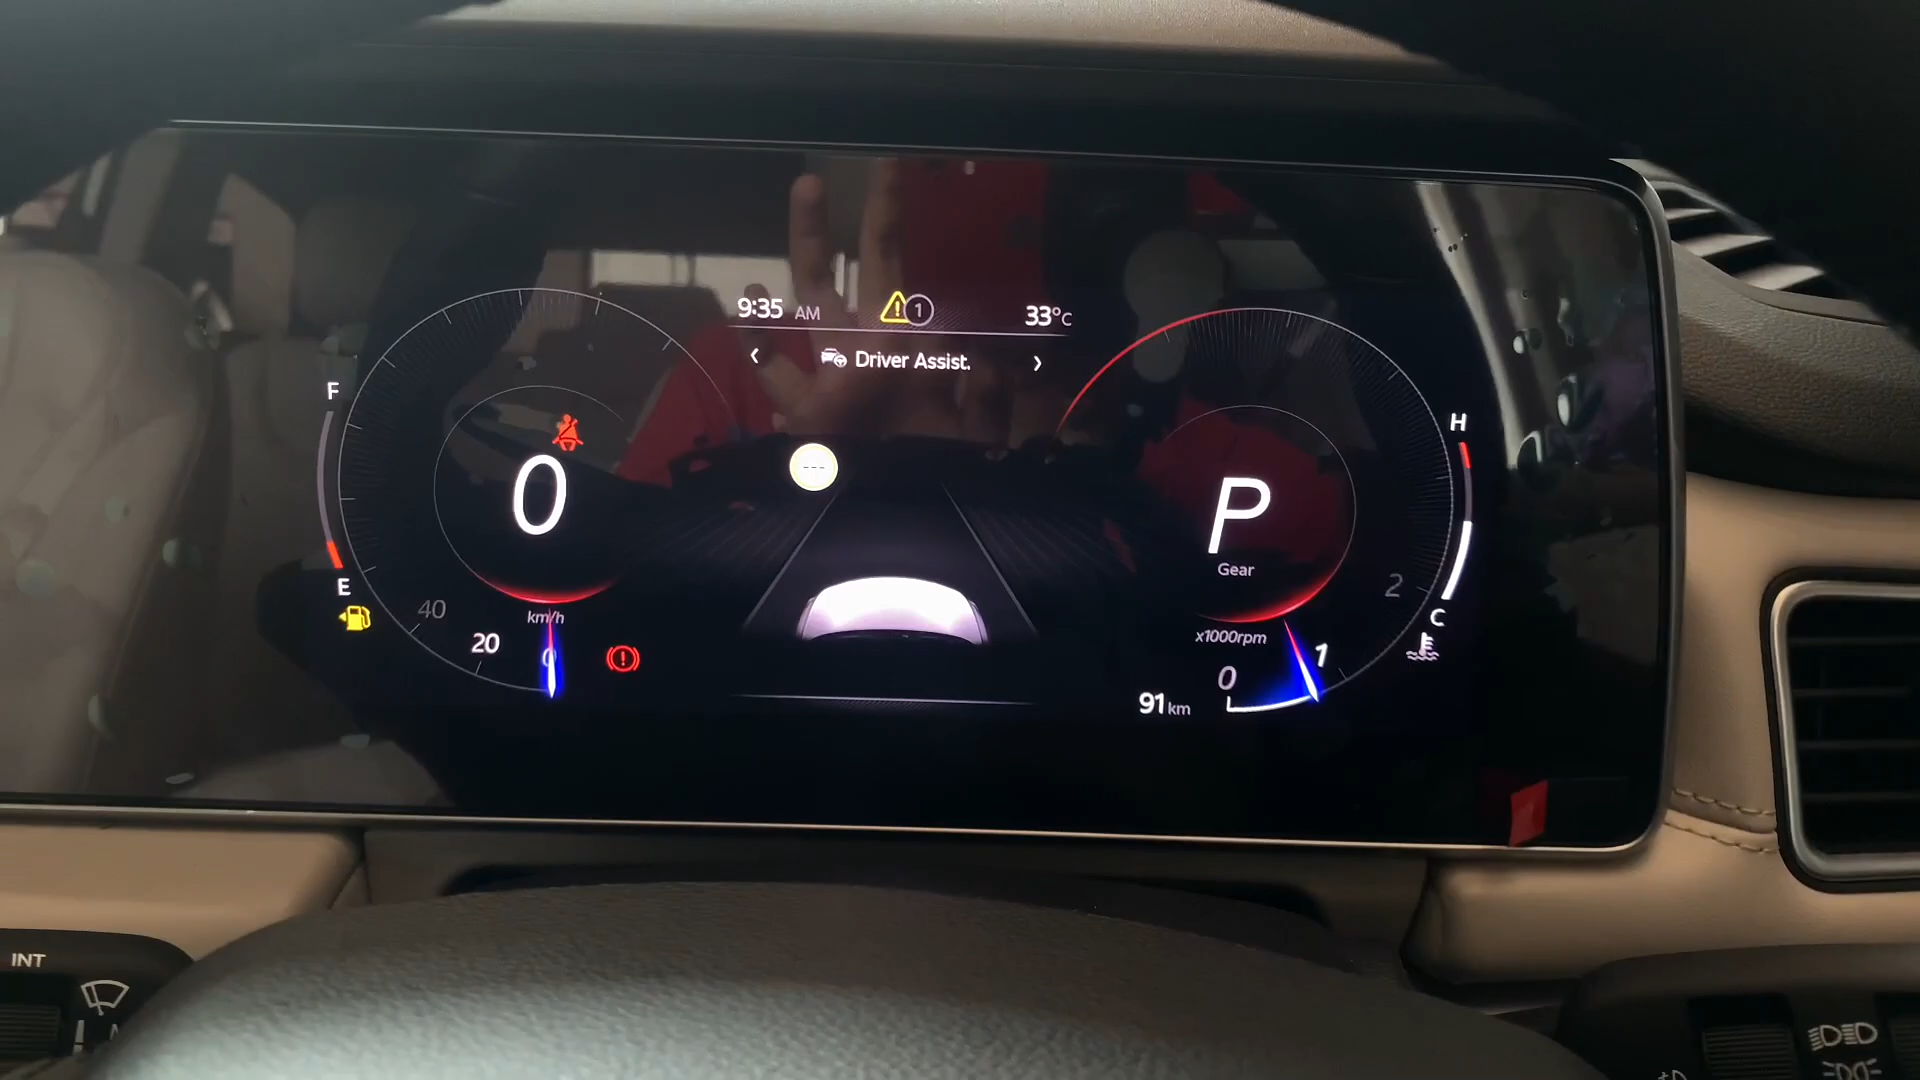 9:35 AM
1
33°C
Driver Assist.
F
H
0
P
Gear
E
2
40
km/h
C
20
0
x1000rpm
1
0
91 km
INT